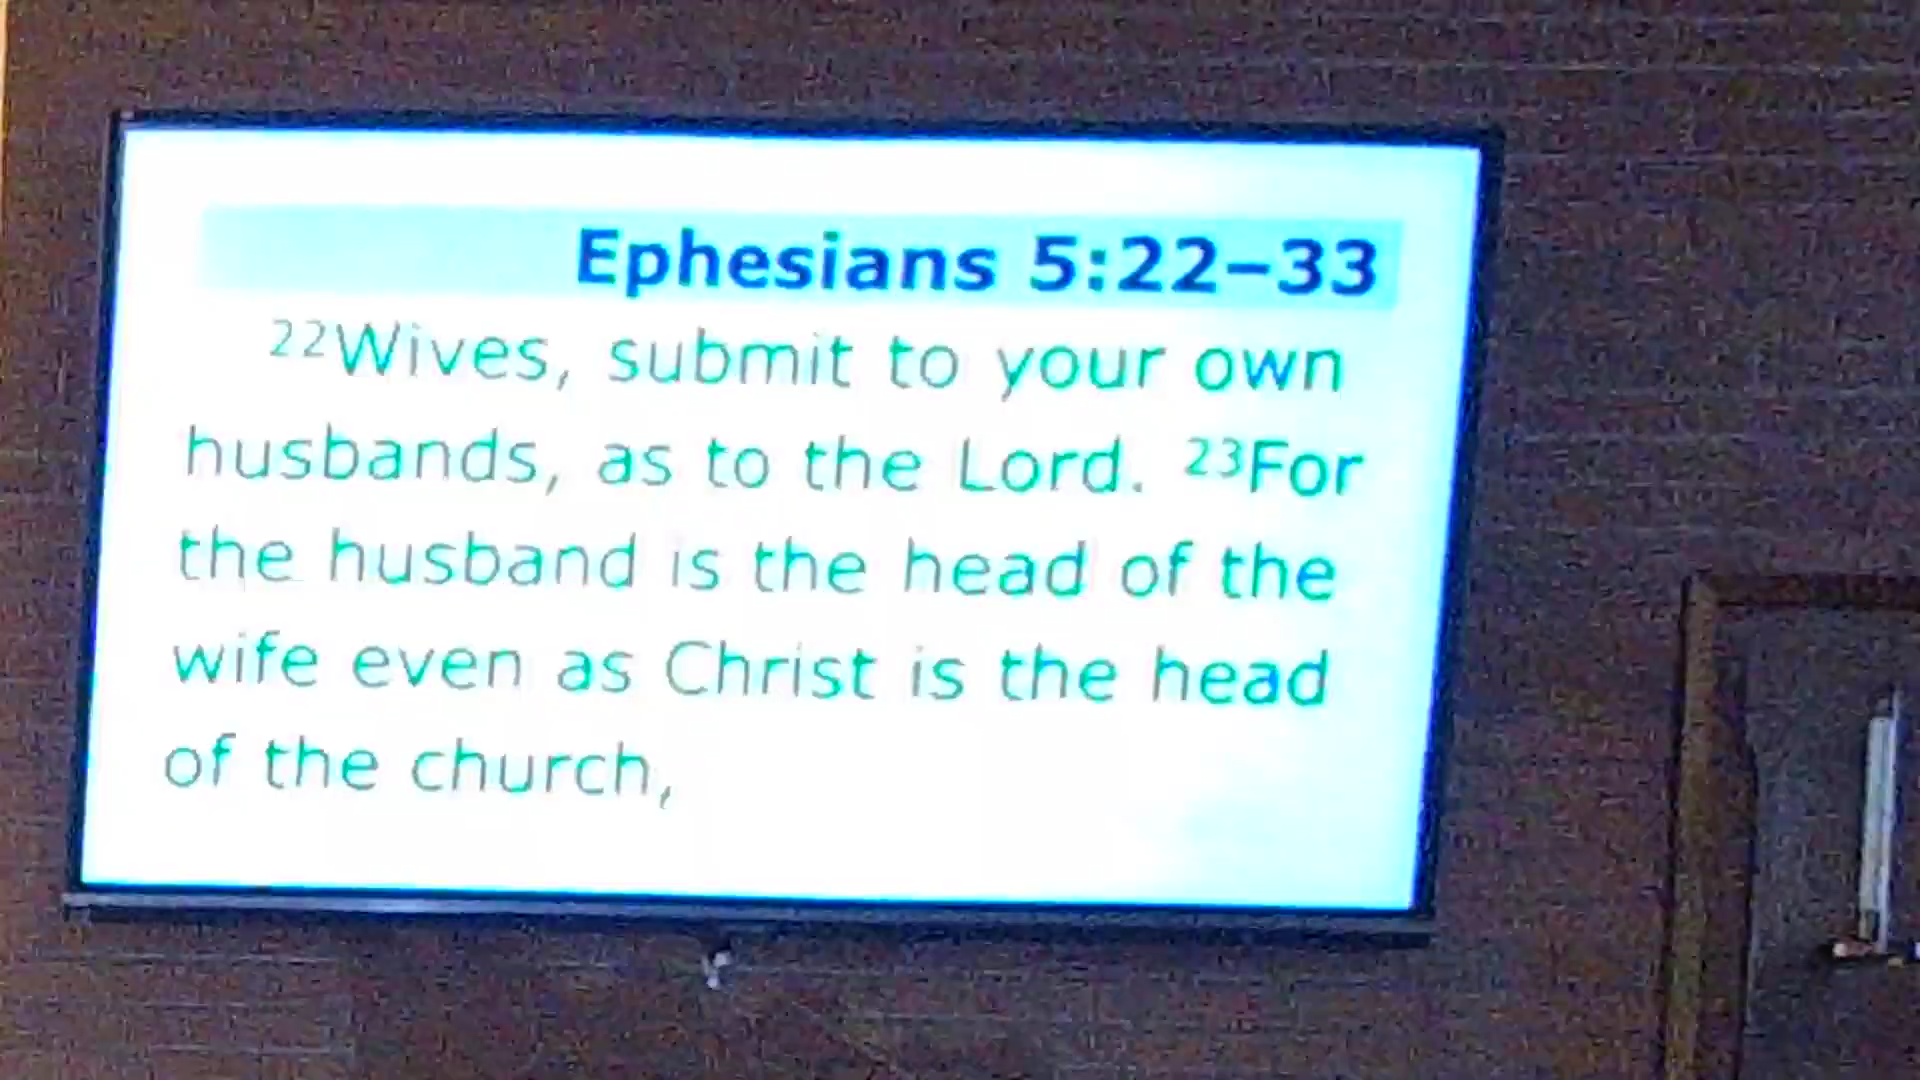 Ephesians 5:22–33
22Wives, submit to your own
husbands, as to the Lord. 23For
the husband is the head of the
wife even as Christ is the head
of the church,